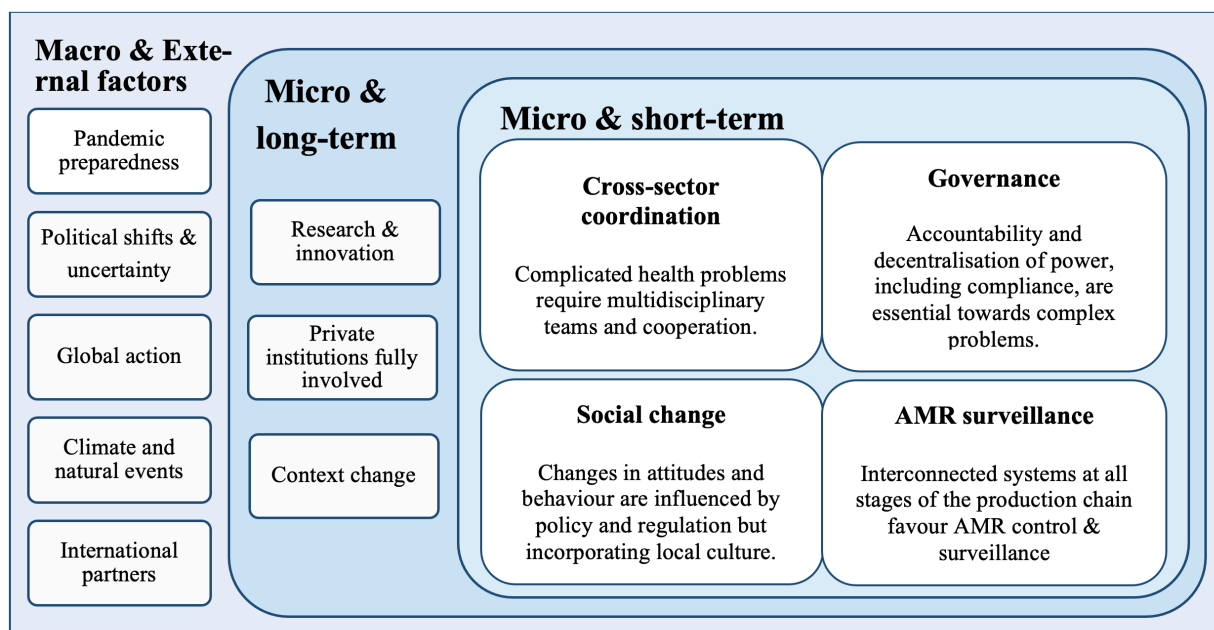 Macro & Exte-
rnal factors
Pandemic
preparedness
Political shifts &
uncertainty
Global action
Climate and
natural events
International
partners
Micro &
long-term
Research &
innovation
Private
institutions fully
involved
Context change
Micro & short-term
Cross-sector
coordination
Complicated health problems
require multidisciplinary
teams and cooperation.
Governance
Accountability and
decentralisation of power,
including compliance, are
essential towards complex
problems.
Social change
Changes in attitudes and
behaviour are influenced by
policy and regulation but
incorporating local culture.
AMR surveillance
Interconnected systems at all
stages of the production chain
favour AMR control &
surveillance